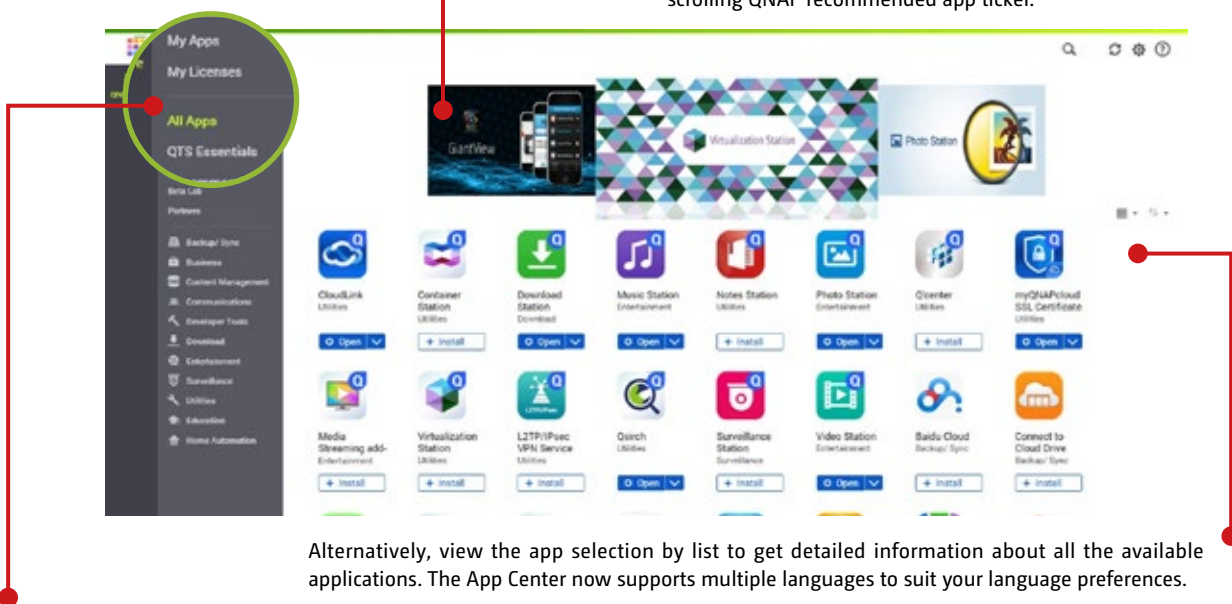 scrolling QNAP recommended app ticker.
My Apps
My Licenses
All Apps
QTS Essentials
Beta Lab
Partners
Backup/ Sync
Business
Content Management
Communications
Developer Tools
Download
Entertainment
Surveillance
Utilities
Education
Home Automation
GiantView
Virtualization Station
Photo Station
CloudLink
Utilities
Open
Container
Station
Utilities
+ Install
Download
Station
Download
Open
Music Station
Entertainment
Open
Notes Station
Utilities
+ Install
Photo Station
Entertainment
Open
Q'center
Utilities
+ Install
myQNAPcloud
SSL Certificate
Utilities
Open
Media
Streaming add-
Entertainment
+ Install
Virtualization
Station
Utilities
+ Install
L2TP/IPsec
L2TP/IPsec
VPN Service
Utilities
+ Install
Qsirch
Utilities
Open
Surveillance
Station
Surveillance
+ Install
Video Station
Entertainment
Open
Baidu Cloud
Backup/ Sync
+ Install
Connect to
Cloud Drive
Backup/ Sync
+ Install
Alternatively, view the app selection by list to get detailed information about all the available
applications. The App Center now supports multiple languages to suit your language preferences.